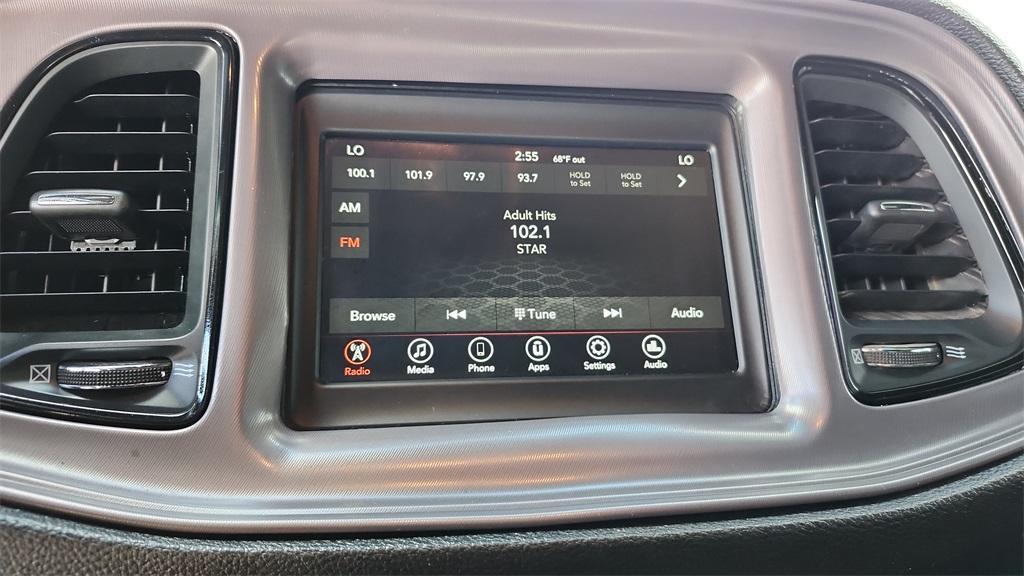 LO 2:55 68°F out LO
100.1 101.9 97.9 93.7 HOLD to Set HOLD to Set
AM
FM
Adult Hits
102.1
STAR
Browse Tune Audio
Radio Media Phone Apps Settings Audio